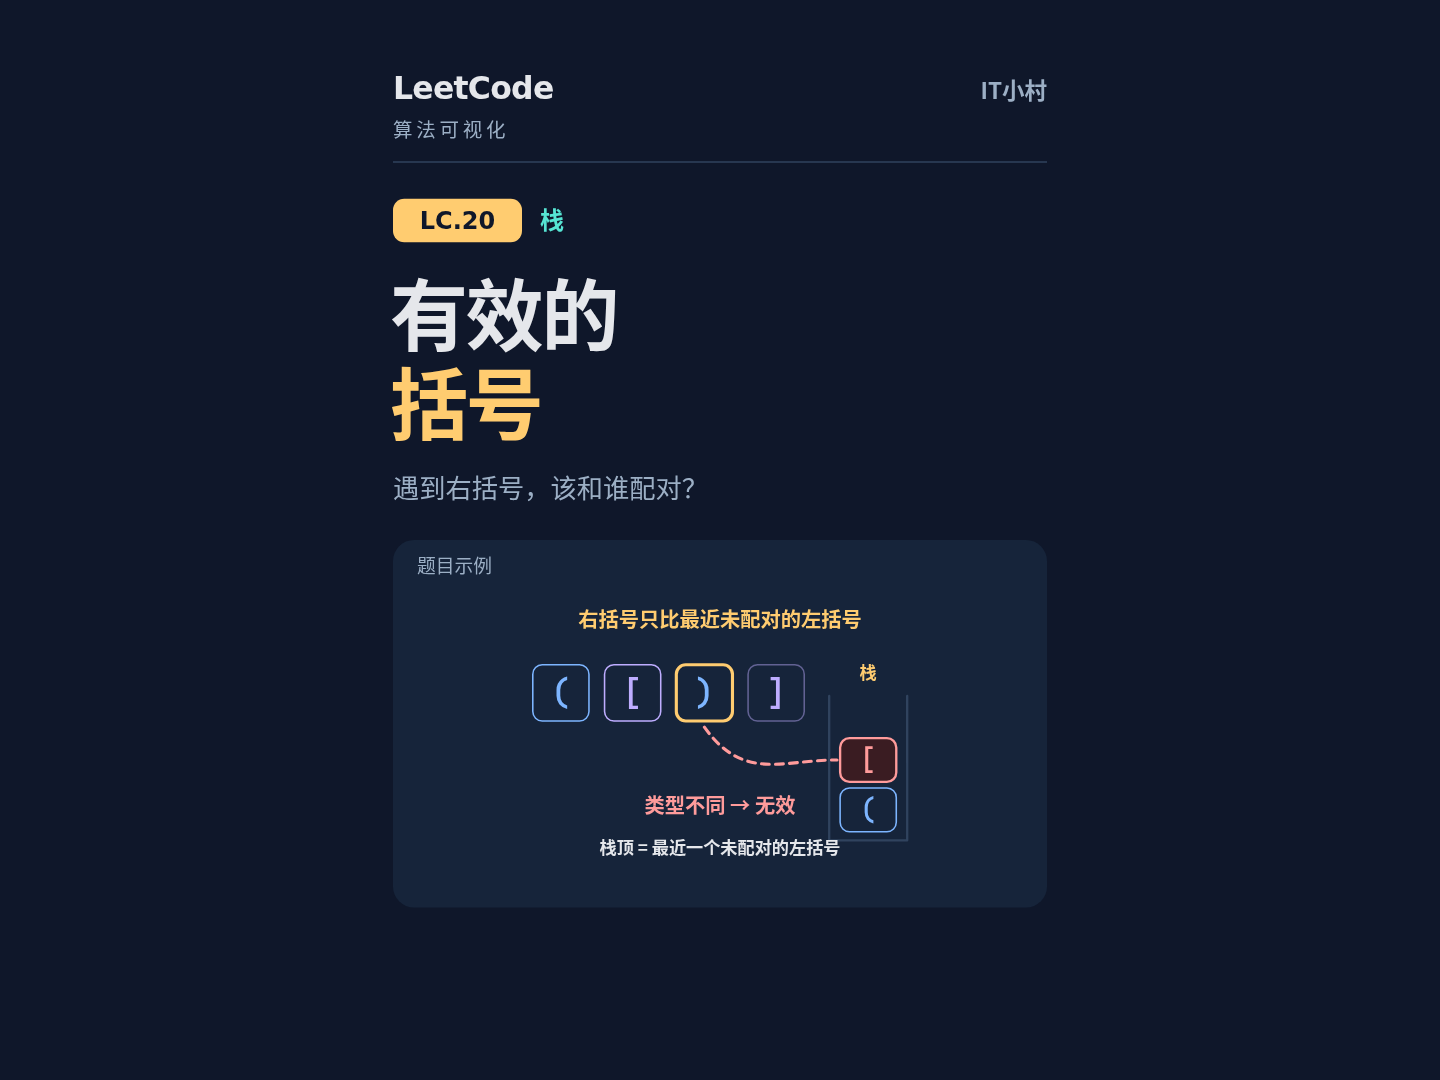 LeetCode
IT小村
算法可视化
LC.20
栈
有效的
括号
遇到右括号，该和谁配对？
题目示例
右括号只比最近未配对的左括号
( [ ) ]
栈
[
(
类型不同 → 无效
栈顶 = 最近一个未配对的左括号